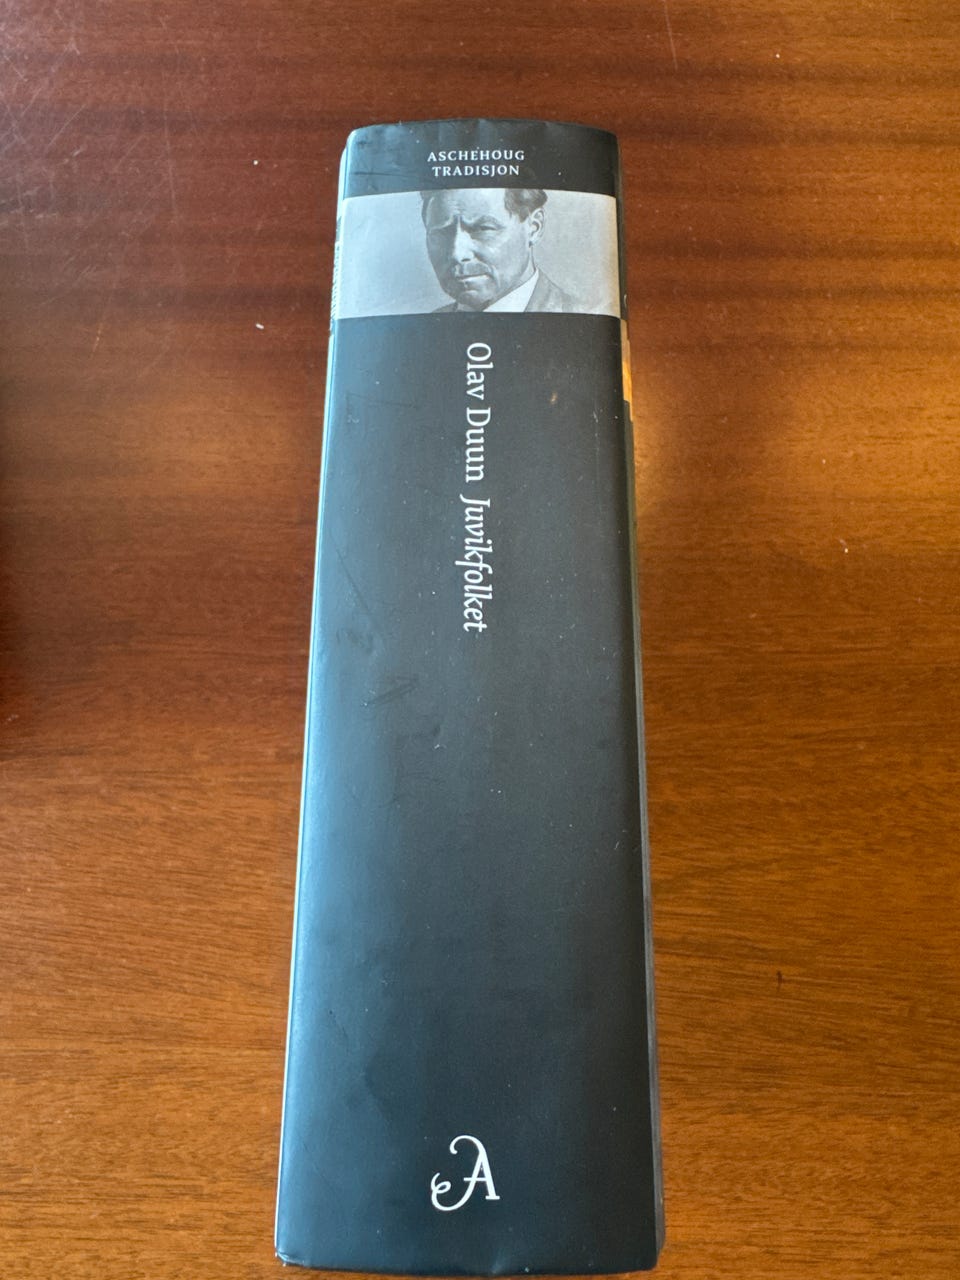 ASCHEHOUG
TRADISJON
Olav Duun Juvikfolket
A